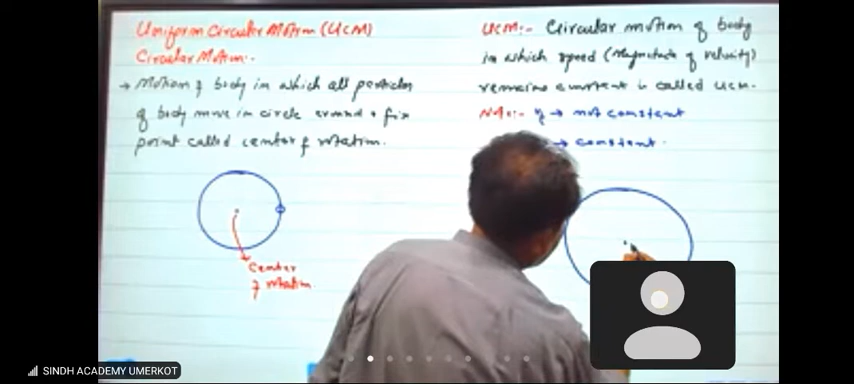 Uniform Circular Motion (UCM)
Circular Motion:-
→ Motion of body in which all particles
of body move in circle around a fix
point called center of rotation.
center
of rotation.
UCM:- Circular motion of body
in which speed (Magnitude of velocity)
remains constant is called UCM.
Note:- → not constant
→ constant.
SINDH ACADEMY UMERKOT